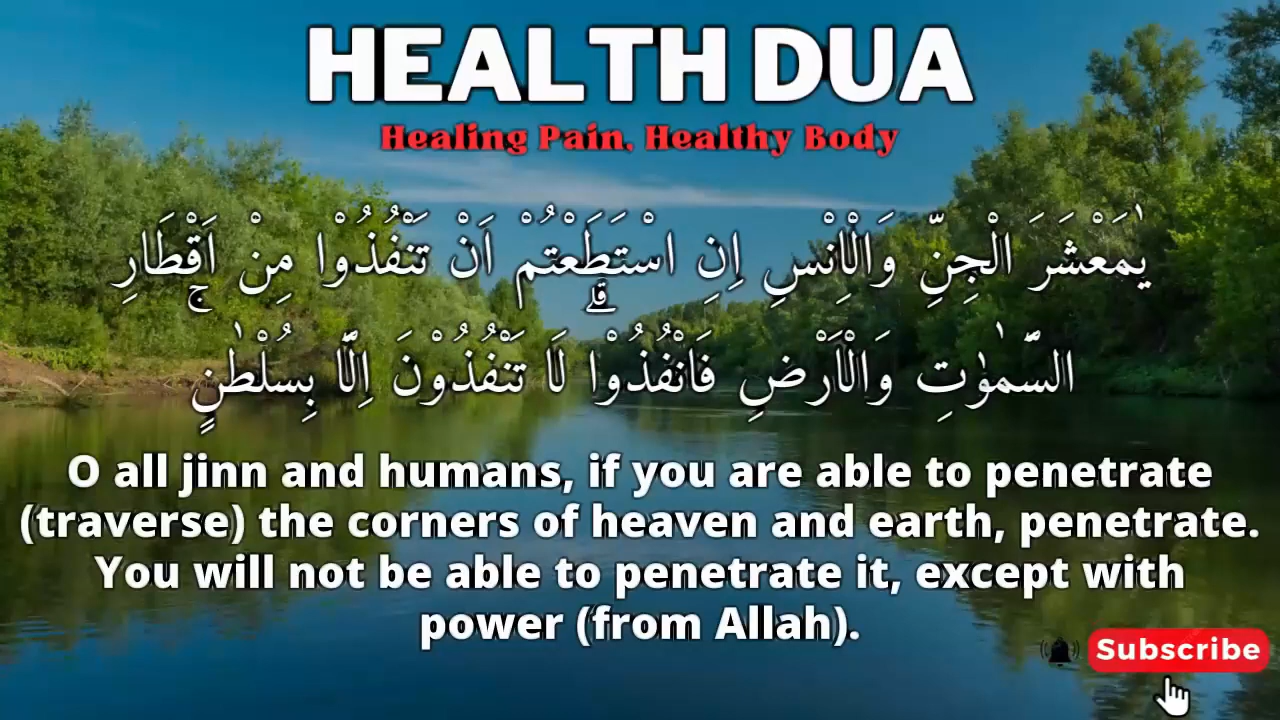 HEALTH DUA
Healing Pain, Healthy Body
يٰمَعْشَرَ الْجِنِّ وَالْاِنْسِ اِنِ اسْتَطَعْتُمْ اَنْ تَنْفُذُوْا مِنْ اَقْطَارِ
السَّمٰوٰتِ وَالْاَرْضِ فَانْفُذُوْا ۗ لَا تَنْفُذُوْنَ اِلَّا بِسُلْطٰنٍ ۚ
O all jinn and humans, if you are able to penetrate
(traverse) the corners of heaven and earth, penetrate.
You will not be able to penetrate it, except with
power (from Allah).
Subscribe